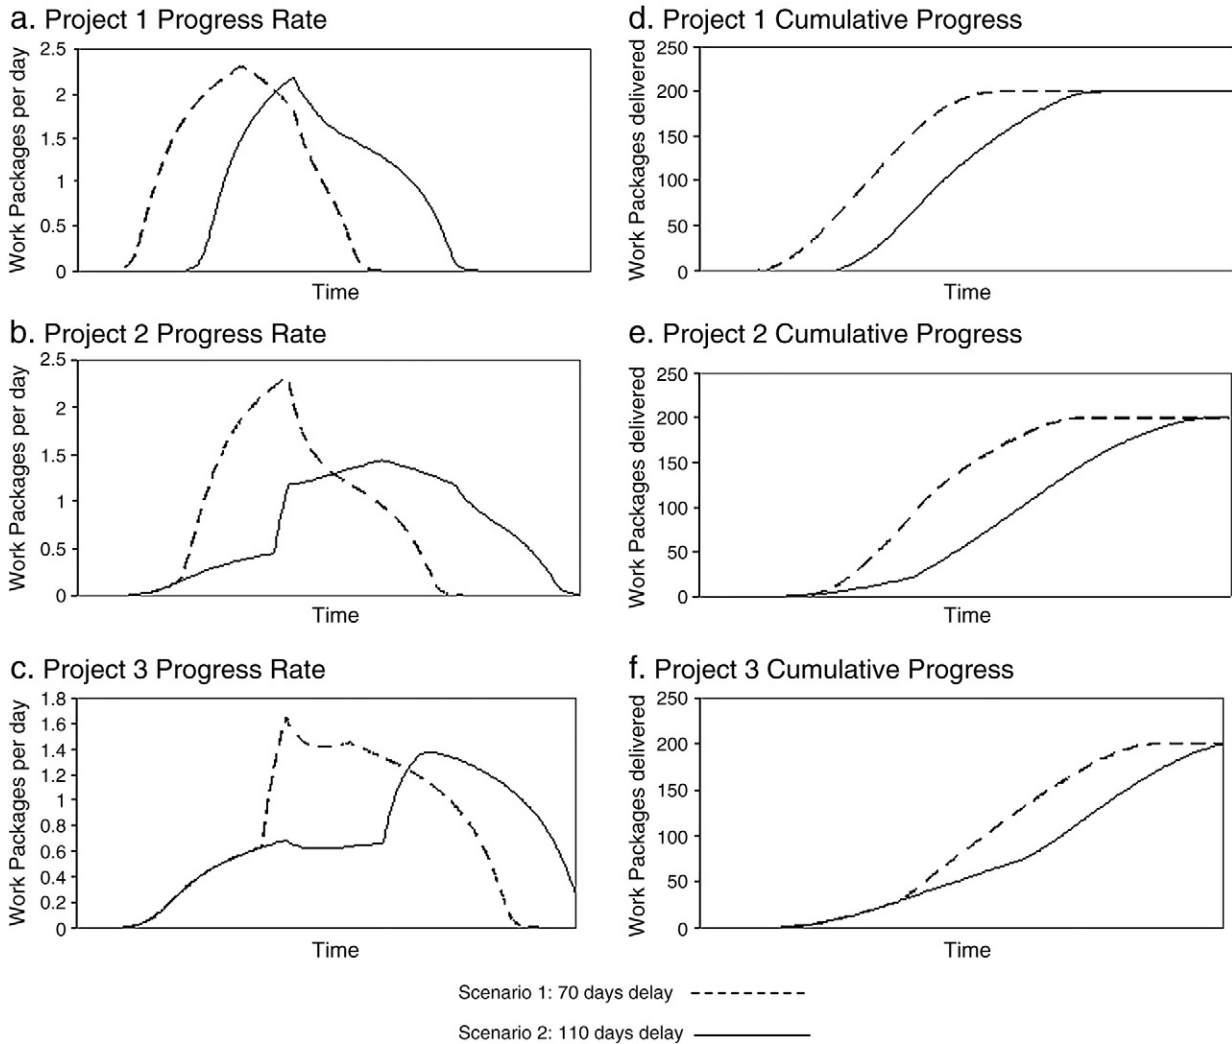 a. Project 1 Progress Rate
Work Packages per day
2.5
2
1.5
1
0.5
0
Time
d. Project 1 Cumulative Progress
Work Packages delivered
250
200
150
100
50
0
Time
b. Project 2 Progress Rate
Work Packages per day
2.5
2
1.5
1
0.5
0
Time
e. Project 2 Cumulative Progress
Work Packages delivered
250
200
150
100
50
0
Time
c. Project 3 Progress Rate
Work Packages per day
1.8
1.6
1.4
1.2
1
0.8
0.6
0.4
0.2
0
Time
f. Project 3 Cumulative Progress
Work Packages delivered
250
200
150
100
50
0
Time
Scenario 1: 70 days delay
Scenario 2: 110 days delay